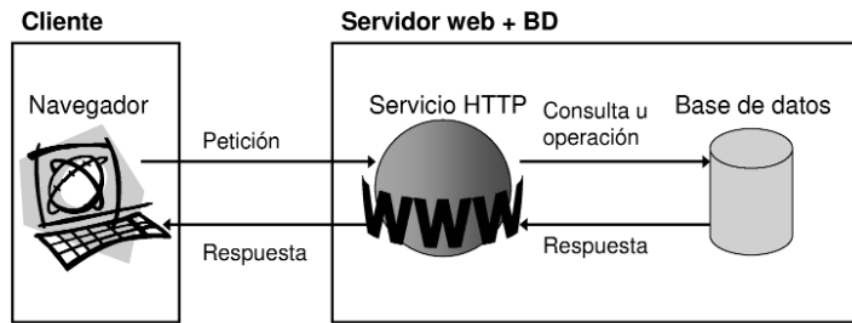 Cliente
Servidor web + BD
Navegador
Servicio HTTP
Consulta u
operación
Base de datos
Petición
WWW
Respuesta
Respuesta